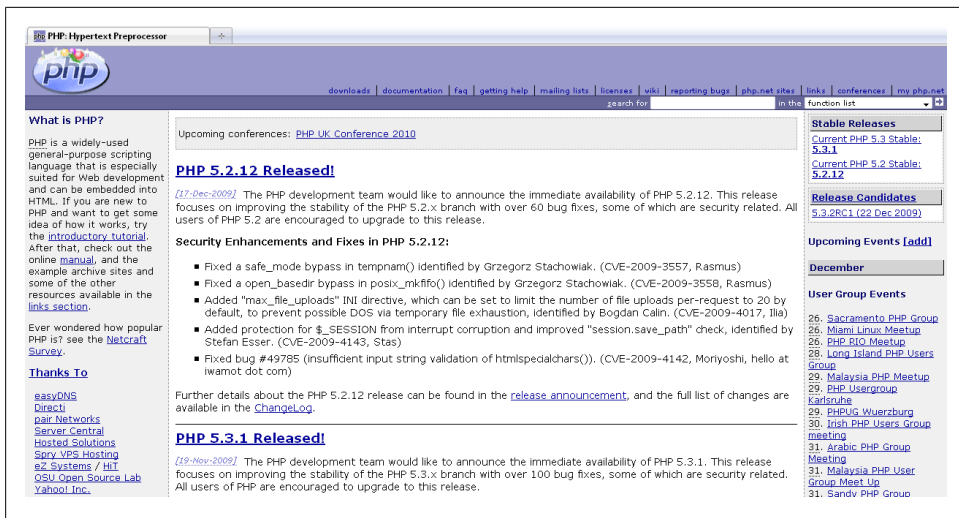 PHP: Hypertext Preprocessor
php
downloads | documentation | faq | getting help | mailing lists | licenses | wiki | reporting bugs | php.net sites | links | conferences | my php.net
search for in the function list
What is PHP?
PHP is a widely-used
general-purpose scripting
language that is especially
suited for Web development
and can be embedded into
HTML. If you are new to
PHP and want to get some
idea of how it works, try
the introductory tutorial.
After that, check out the
online manual, and the
example archive sites and
some of the other
resources available in the
links section.
Ever wondered how popular
PHP is? see the Netcraft
Survey.
Thanks To
easyDNS
Directi
pair Networks
Server Central
Hosted Solutions
Spry VPS Hosting
eZ Systems / HiT
OSU Open Source Lab
Yahoo! Inc.
Upcoming conferences: PHP UK Conference 2010
PHP 5.2.12 Released!
[17-Dec-2009] The PHP development team would like to announce the immediate availability of PHP 5.2.12. This release
focuses on improving the stability of the PHP 5.2.x branch with over 60 bug fixes, some of which are security related. All
users of PHP 5.2 are encouraged to upgrade to this release.
Security Enhancements and Fixes in PHP 5.2.12:
■ Fixed a safe_mode bypass in tempnam() identified by Grzegorz Stachowiak. (CVE-2009-3557, Rasmus)
■ Fixed a open_basedir bypass in posix_mkfifo() identified by Grzegorz Stachowiak. (CVE-2009-3558, Rasmus)
■ Added "max_file_uploads" INI directive, which can be set to limit the number of file uploads per-request to 20 by
default, to prevent possible DOS via temporary file exhaustion, identified by Bogdan Calin. (CVE-2009-4017, Ilia)
■ Added protection for $_SESSION from interrupt corruption and improved "session.save_path" check, identified by
Stefan Esser. (CVE-2009-4143, Stas)
■ Fixed bug #49785 (insufficient input string validation of htmlspecialchars()). (CVE-2009-4142, Moriyoshi, hello at
iwamot dot com)
Further details about the PHP 5.2.12 release can be found in the release announcement, and the full list of changes are
available in the ChangeLog.
PHP 5.3.1 Released!
[19-Nov-2009] The PHP development team would like to announce the immediate availability of PHP 5.3.1. This release
focuses on improving the stability of the PHP 5.3.x branch with over 100 bug fixes, some of which are security related.
All users of PHP are encouraged to upgrade to this release.
Stable Releases
Current PHP 5.3 Stable:
5.3.1
Current PHP 5.2 Stable:
5.2.12
Release Candidates
5.3.2RC1 (22 Dec 2009)
Upcoming Events [add]
December
User Group Events
26. Sacramento PHP Group
26. Miami Linux Meetup
26. PHP RIO Meetup
28. Long Island PHP Users
Group
29. Malaysia PHP Meetup
29. PHP Usergroup
Karlsruhe
29. PHPUG Wuerzburg
30. Irish PHP Users Group
meeting
31. Arabic PHP Group
Meeting
31. Malaysia PHP User
Group Meet Up
31. Sandy PHP Group